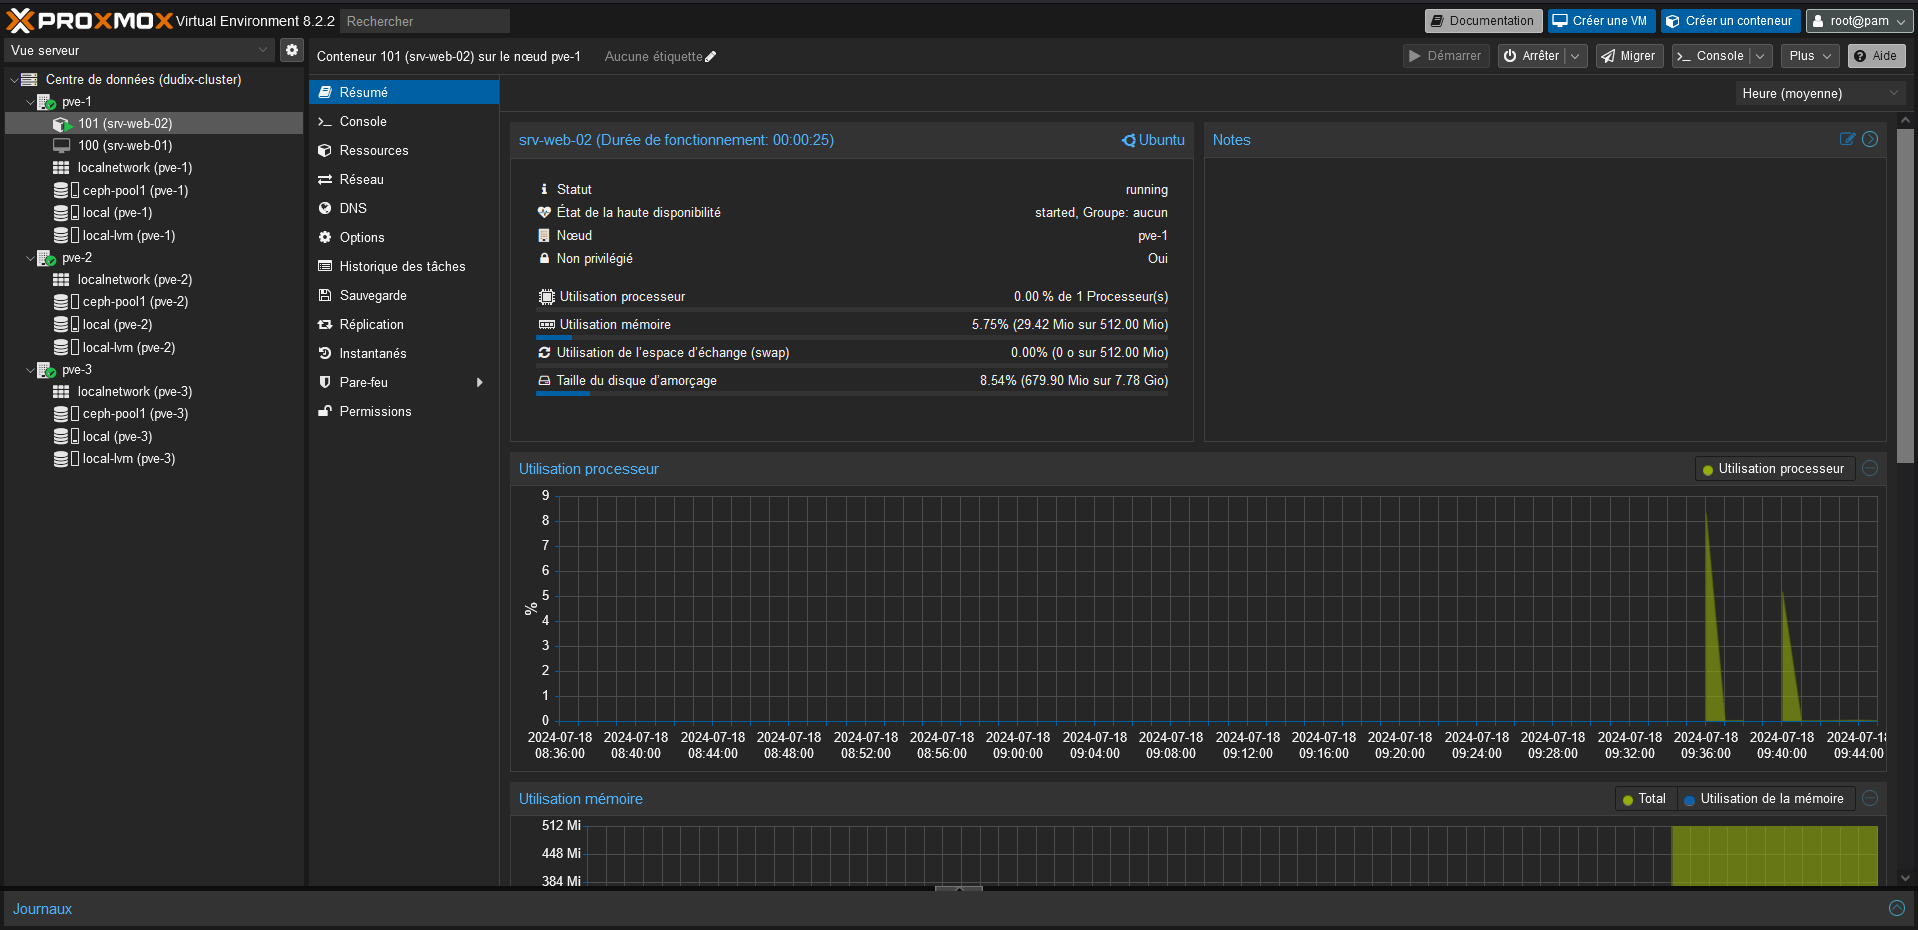 PROXMOX Virtual Environment 8.2.2 Rechercher Documentation Créer une VM Créer un conteneur root@pam
Vue serveur
Conteneur 101 (srv-web-02) sur le nœud pve-1 Aucune étiquette Démarrer Arrêter Migrer Console Plus Aide
Centre de données (dudix-cluster)
pve-1
101 (srv-web-02)
100 (srv-web-01)
localnetwork (pve-1)
ceph-pool1 (pve-1)
local (pve-1)
local-lvm (pve-1)
pve-2
localnetwork (pve-2)
ceph-pool1 (pve-2)
local (pve-2)
local-lvm (pve-2)
pve-3
localnetwork (pve-3)
ceph-pool1 (pve-3)
local (pve-3)
local-lvm (pve-3)
Résumé
Console
Ressources
Réseau
DNS
Options
Historique des tâches
Sauvegarde
Réplication
Instantanés
Pare-feu
Permissions
Heure (moyenne)
srv-web-02 (Durée de fonctionnement: 00:00:25) Ubuntu
Statut running
État de la haute disponibilité started, Groupe: aucun
Nœud pve-1
Non privilégié Oui
Utilisation processeur 0.00 % de 1 Processeur(s)
Utilisation mémoire 5.75% (29.42 Mio sur 512.00 Mio)
Utilisation de l’espace d’échange (swap) 0.00% (0 o sur 512.00 Mio)
Taille du disque d’amorçage 8.54% (679.90 Mio sur 7.78 Gio)
Notes
Utilisation processeur Utilisation processeur
9
8
7
6
5
4
3
2
1
0
%
2024-07-18 2024-07-18 2024-07-18 2024-07-18 2024-07-18 2024-07-18 2024-07-18 2024-07-18 2024-07-18 2024-07-18 2024-07-18 2024-07-18 2024-07-18 2024-07-18 2024-07-18 2024-07-18 2024-07-18 2024-07-18
08:36:00 08:40:00 08:44:00 08:48:00 08:52:00 08:56:00 09:00:00 09:04:00 09:08:00 09:12:00 09:16:00 09:20:00 09:24:00 09:28:00 09:32:00 09:36:00 09:40:00 09:44:00
Utilisation mémoire Total Utilisation de la mémoire
512 Mi
448 Mi
384 Mi
Journaux